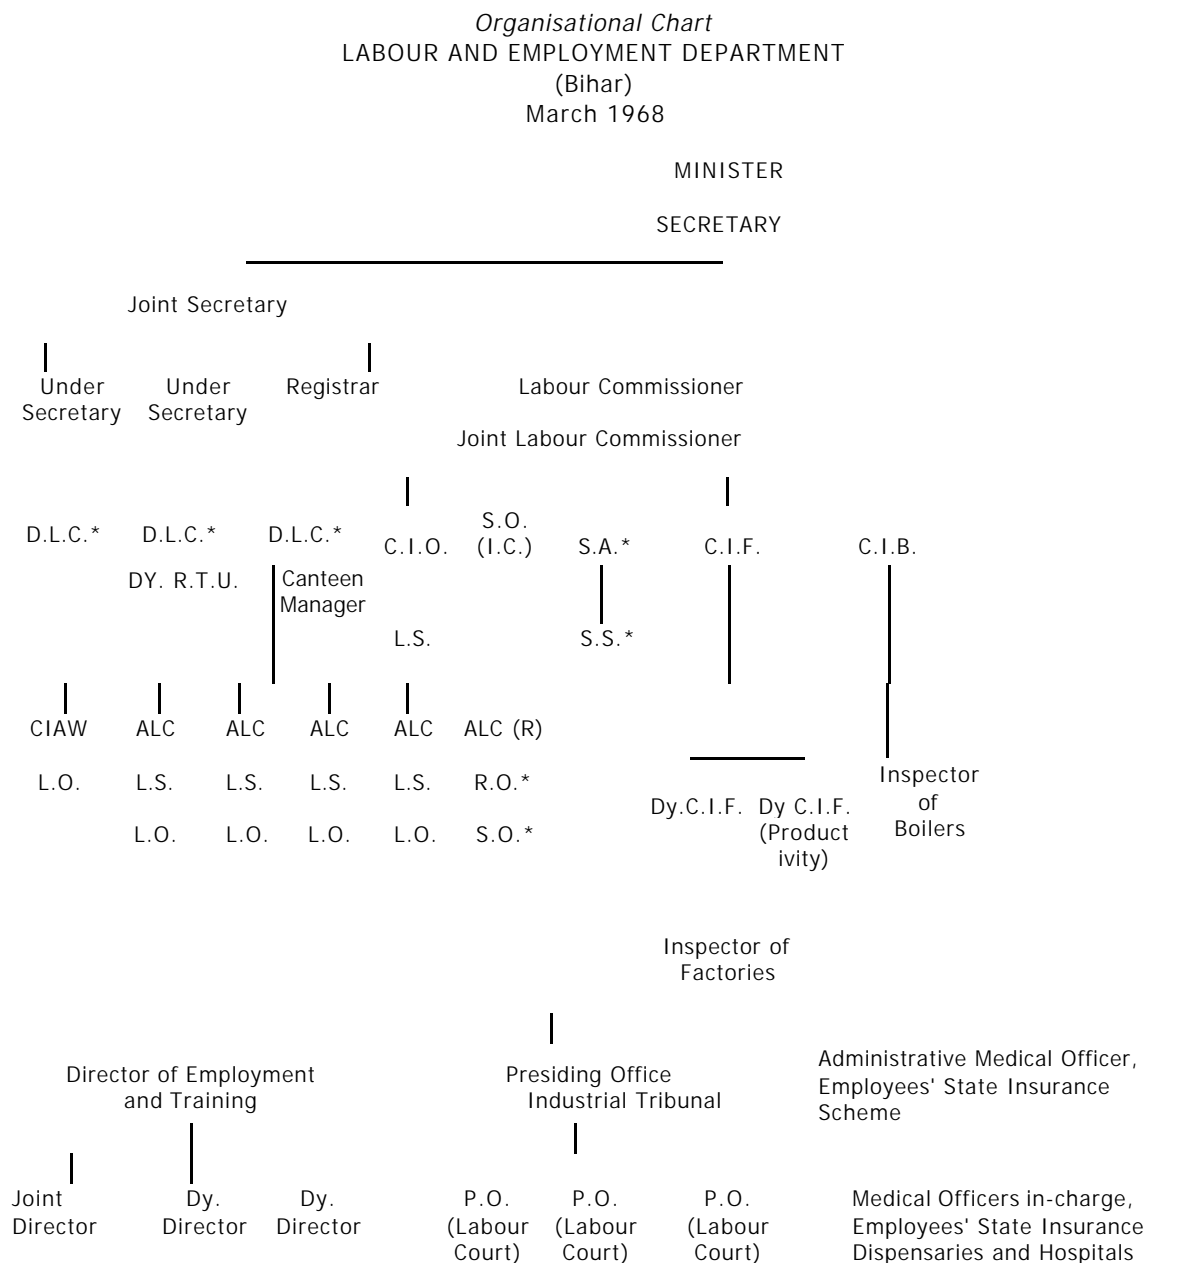 Organisational Chart
LABOUR AND EMPLOYMENT DEPARTMENT
(Bihar)
March 1968
MINISTER
SECRETARY
Joint Secretary
Under Secretary
Under Secretary
Registrar
Labour Commissioner
Joint Labour Commissioner
D.L.C.* D.L.C.* D.L.C.* C.I.O. S.O. (I.C.) S.A.* C.I.F. C.I.B.
DY. R.T.U. Canteen Manager
L.S. S.S.*
CIAW ALC ALC ALC ALC ALC (R)
L.O. L.S. L.S. L.S. L.S. R.O.*
L.O. L.O. L.O. L.O. S.O.*
Dy.C.I.F.
Dy C.I.F.
(Product
ivity)
Inspector
of
Boilers
Inspector of
Factories
Director of Employment
and Training
Presiding Office
Industrial Tribunal
Administrative Medical Officer,
Employees' State Insurance
Scheme
Joint
Director
Dy.
Director
Dy.
Director
P.O.
(Labour
Court)
P.O.
(Labour
Court)
P.O.
(Labour
Court)
Medical Officers in-charge,
Employees' State Insurance
Dispensaries and Hospitals